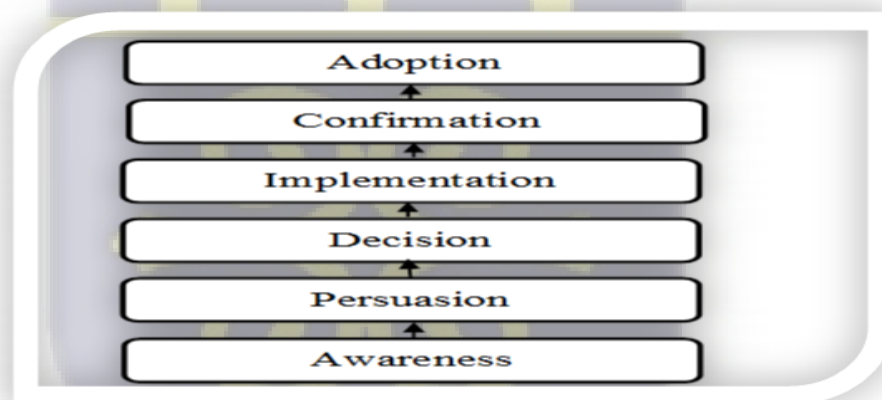 Adoption
Confirmation
Implementation
Decision
Persuasion
Awareness